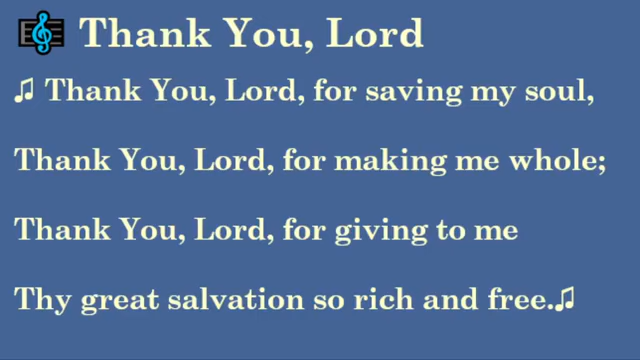 Thank You, Lord
♫ Thank You, Lord, for saving my soul,
Thank You, Lord, for making me whole;
Thank You, Lord, for giving to me
Thy great salvation so rich and free.♫